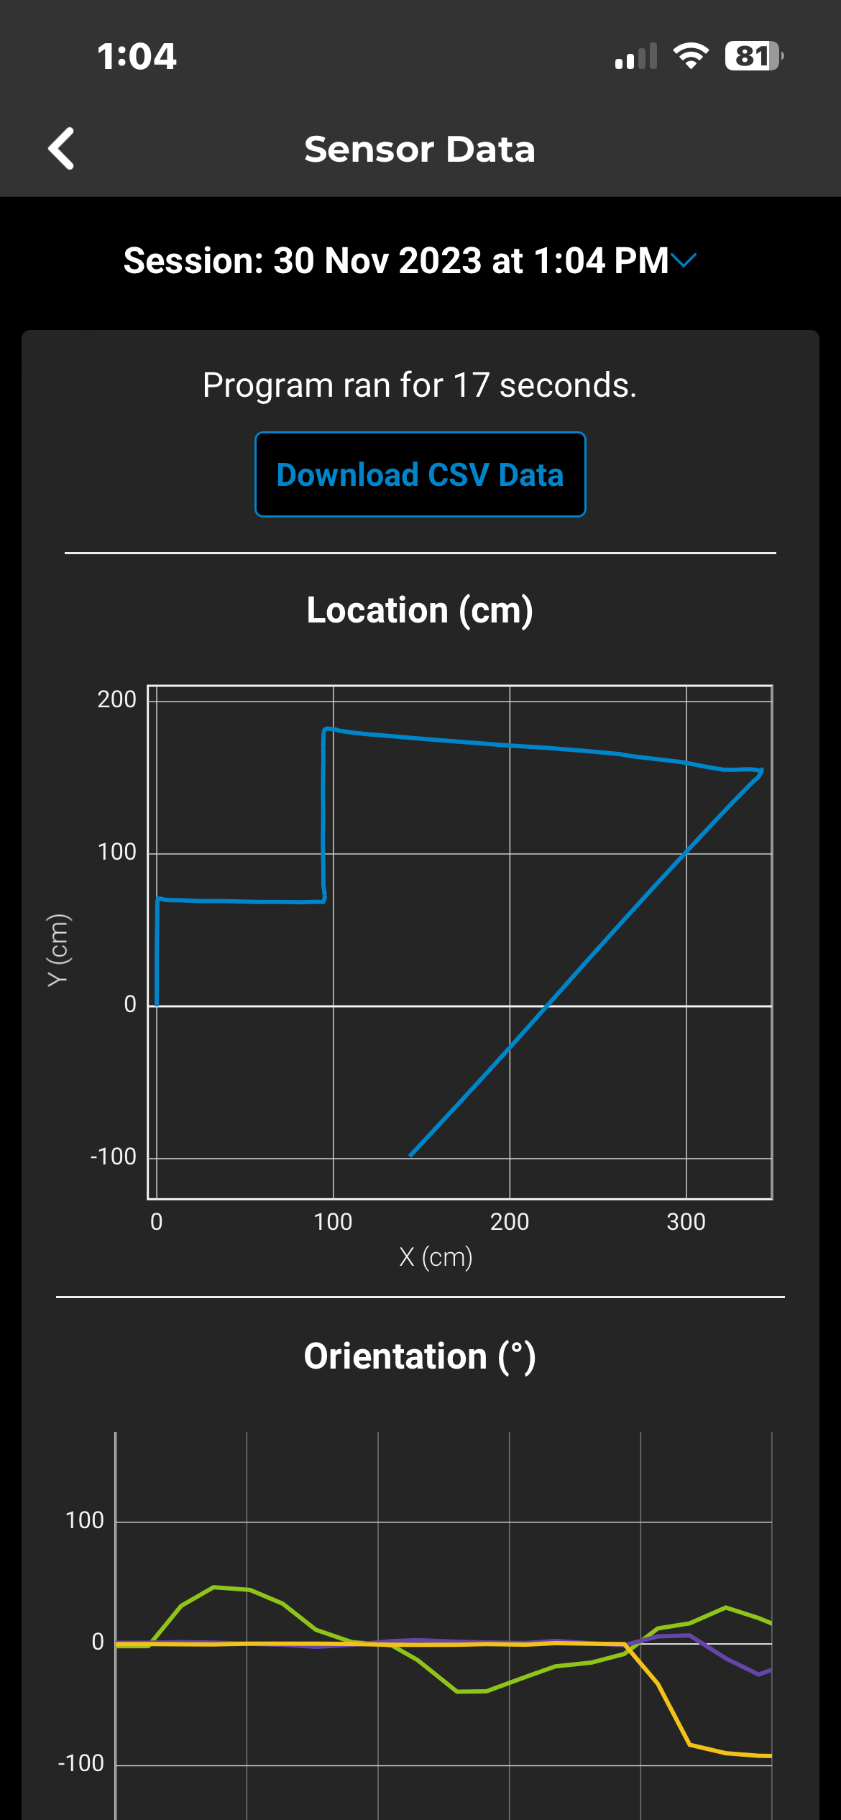 1:04
81
Sensor Data
Session: 30 Nov 2023 at 1:04 PM
Program ran for 17 seconds.
Download CSV Data
Location (cm)
200
100
0
-100
Y (cm)
0 100 200 300
X (cm)
Orientation (°)
100
0
-100